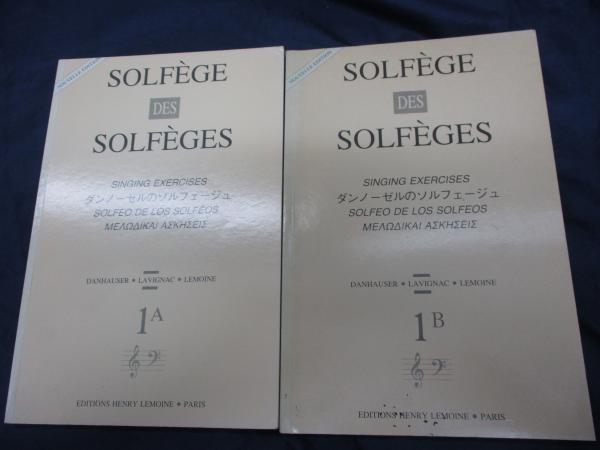 NOUVELLE EDITION
SOLFÈGE
DES
SOLFÈGES
SINGING EXERCISES
ダンノーゼルのソルフェージュ
SOLFEO DE LOS SOLFEOS
ΜΕΛΩΔΙΚΑΙ ΑΣΚΗΣΕΙΣ
DANHAUSER • LAVIGNAC • LEMOINE
1A
EDITIONS HENRY LEMOINE • PARIS
NOUVELLE EDITION
SOLFÈGE
DES
SOLFÈGES
SINGING EXERCISES
ダンノーゼルのソルフェージュ
SOLFEO DE LOS SOLFEOS
ΜΕΛΩΔΙΚΑΙ ΑΣΚΗΣΕΙΣ
DANHAUSER • LAVIGNAC • LEMOINE
1B
EDITIONS HENRY LEMOINE • PARIS